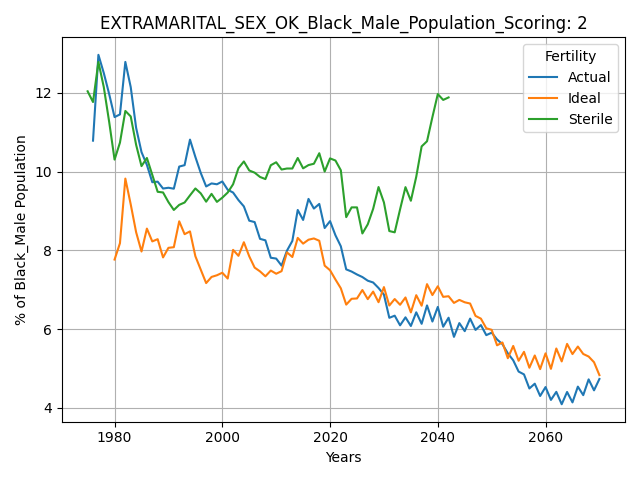 EXTRAMARITAL_SEX_OK_Black_Male_Population_Scoring: 2
% of Black_Male Population
12
10
8
6
4
Fertility
Actual
Ideal
Sterile
1980 2000 2020 2040 2060
Years